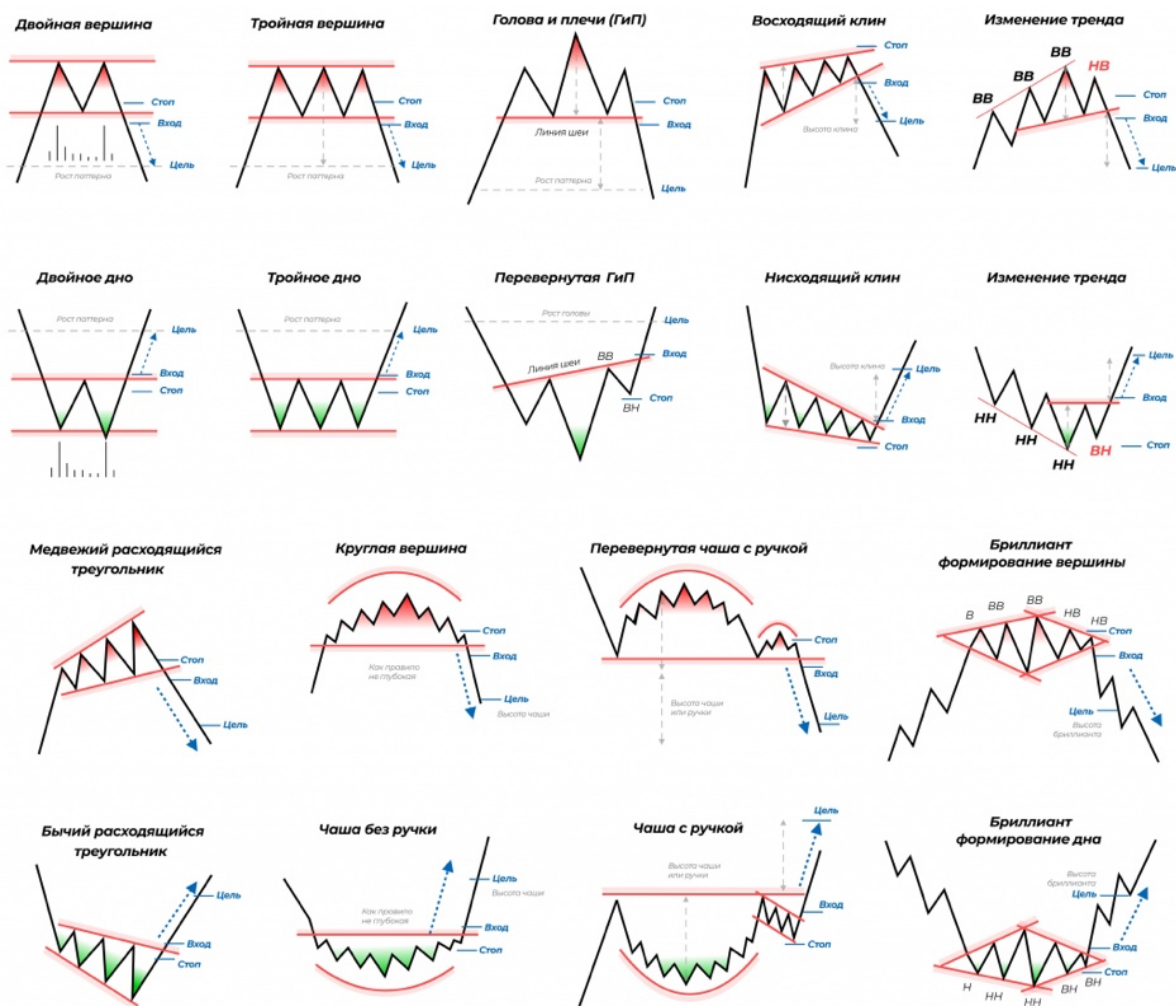 Двойная вершина
Стоп
Вход
Цель
Рост паттерна
Тройная вершина
Стоп
Вход
Цель
Рост паттерна
Голова и плечи (ГиП)
Стоп
Вход
Линия шеи
Рост паттерна
Цель
Восходящий клин
Стоп
Вход
Высота клина
Цель
Изменение тренда
ВВ
ВВ
ВВ
НВ
Стоп
Вход
Цель
Двойное дно
Рост паттерна
Цель
Вход
Стоп
Тройное дно
Рост паттерна
Цель
Вход
Стоп
Перевернутая ГиП
Рост головы
Цель
Линия шеи
ВВ
Вход
Стоп
ВН
Нисходящий клин
Высота клина
Цель
Вход
Стоп
Изменение тренда
Цель
Вход
НН
НН
НН
ВН
Стоп
Медвежий расходящийся
треугольник
Стоп
Вход
Цель
Круглая вершина
Стоп
Вход
Как правило
не глубокая
Цель
Высота чаши
Перевернутая чаша с ручкой
Стоп
Вход
Высота чаши
или ручки
Цель
Бриллиант
формирование вершины
В
ВВ
ВВ
НВ
НВ
Стоп
Вход
Цель
Высота
бриллианта
Бычий расходящийся
треугольник
Цель
Вход
Стоп
Чаша без ручки
Цель
Высота чаши
Как правило
не глубокая
Вход
Стоп
Чаша с ручкой
Цель
Высота чаши
или ручки
Вход
Стоп
Бриллиант
формирование дна
Высота
бриллианта
Цель
Вход
Стоп
Н
НН
НН
ВН
ВН